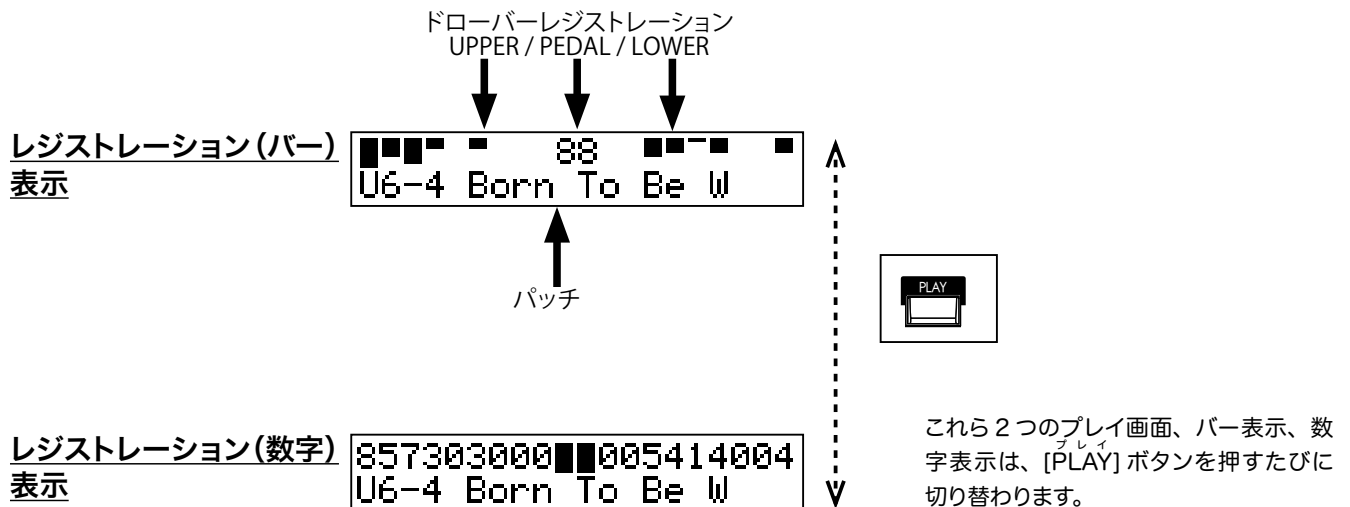 ドローバーレジストレーション
UPPER / PEDAL / LOWER
レジストレーション（バー）
表示
88
U6-4 Born To Be W
パッチ
PLAY
レジストレーション（数字）
表示
857303000██005414004
U6-4 Born To Be W
これら 2 つのプレイ画面、バー表示、数
プレイ
字表示は、[PLAY] ボタンを押すたびに
切り替わります。